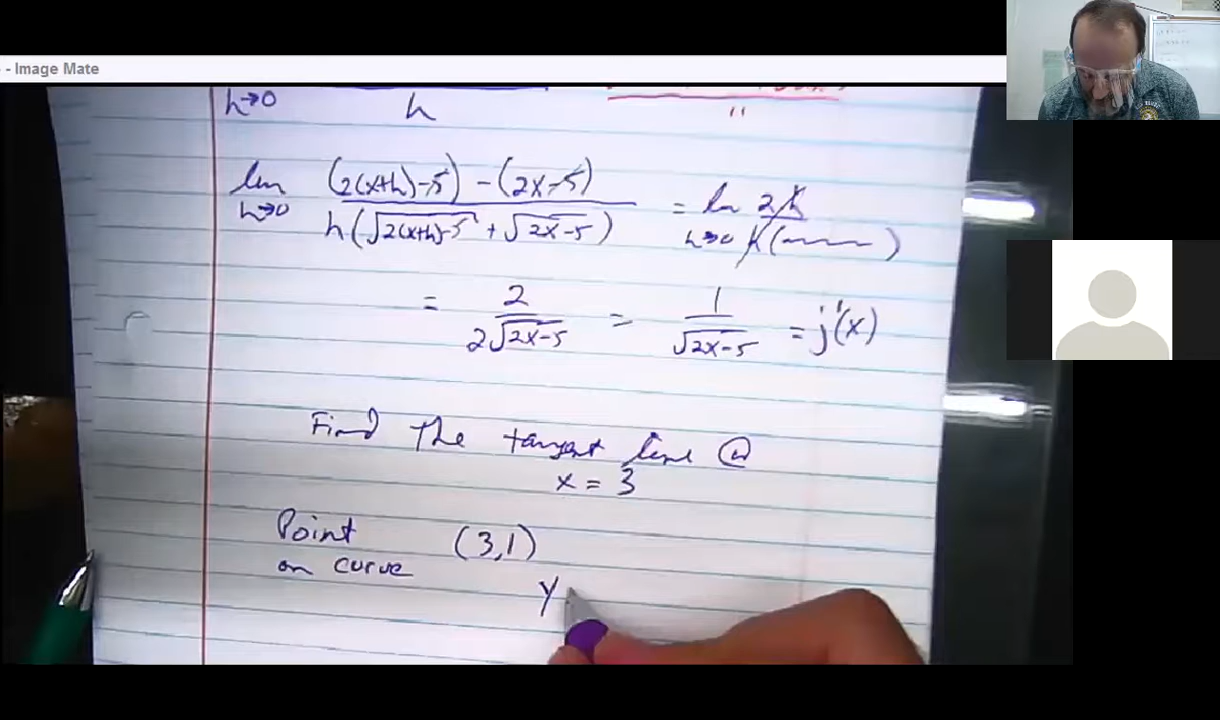 - Image Mate
h→0 h "
lim h→0 (2(x+h)-5) - (2x-5) / h(√2(x+h)-5 + √2x-5) = lim h→0 2h / h( )
= 2 / 2√2x-5 = 1 / √2x-5 = j'(x)
Find The tangent line @
x = 3
Point (3,1)
on curve
y